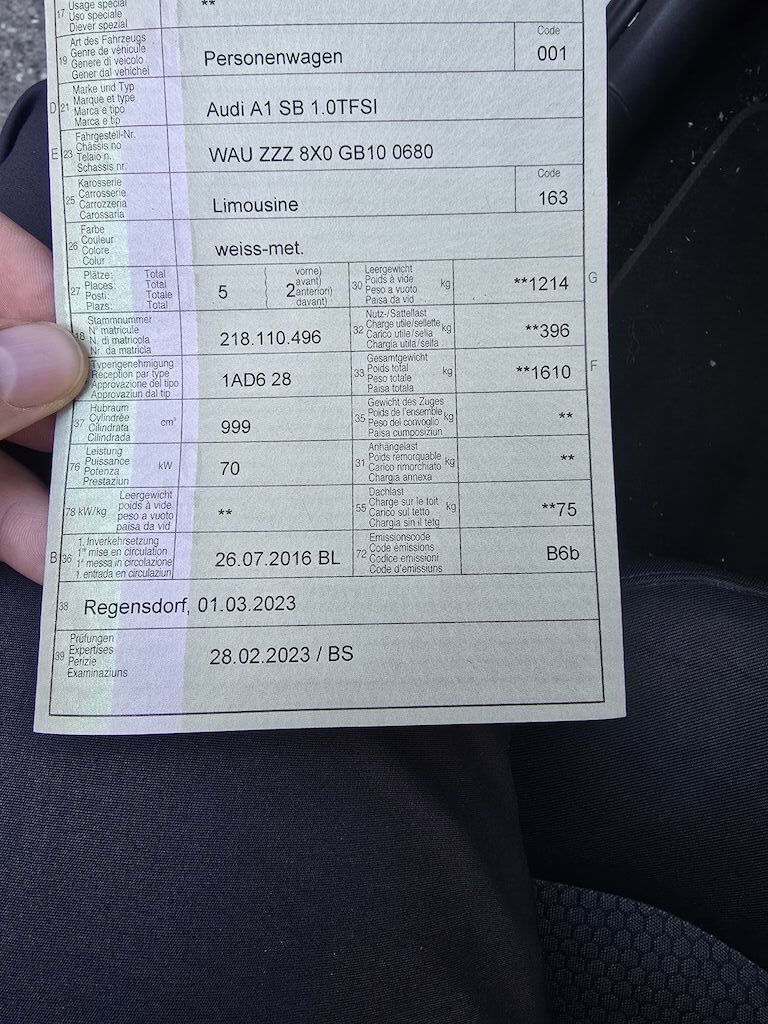 17 Usage spécial **
Uso speciale
Diever spezial
Art des Fahrzeugs Code
19 Genre de véhicule Personenwagen 001
Genere di veicolo
Gener dal vehichel
Marke und Typ
D 21 Marque et type Audi A1 SB 1.0TFSI
Marca e tipo
Marca e tip
Fahrgestell-Nr.
E 23 Châssis no WAU ZZZ 8X0 GB10 0680
Telaio n.
Schassis nr.
Karosserie Code
25 Carrosserie Limousine 163
Carrozzeria
Carossaria
Farbe
26 Couleur weiss-met.
Colore
Colur
27 Plätze: Total 5 vorne) 2 30 Leergewicht kg **1214 G
Places: Total avant) Poids à vide
Posti: Totale anteriori) Peso a vuoto
Plazs: Total davant) Paisa da vid
Stammnummer 218.110.496 32 Nutz-/Sattellast kg **396
N° matricule Charge utile/sellette
N. di matricola Carico utile/sella
Nr. da matricla Chargia utila/sella
Typengenehmigung 1AD6 28 33 Gesamtgewicht kg **1610 F
Réception par type Poids total
Approvazione del tipo Peso totale
Approvaziun dal tip Paisa totala
37 Hubraum cm³ 999 35 Gewicht des Zuges kg **
Cylindrée Poids de l'ensemble
Cilindrata Peso del convoglio
Cilindrada Paisa cumposiziun
76 Leistung kW 70 31 Anhängelast kg **
Puissance Poids remorquable
Potenza Carico rimorchiato
Prestaziun Chargia annexa
78 kW/kg Leergewicht ** 55 Dachlast kg **75
poids à vide Charge sur le toit
peso a vuoto Carico sul tetto
paisa da vid Chargia sin il tetg
B 36 1. Inverkehrsetzung 26.07.2016 BL 72 Emissionscode B6b
1ʳᵉ mise en circulation Code émissions
1ª messa in circolazione Codice emissioni
1. entrada en circulaziun Code d'emissiuns
38 Regensdorf, 01.03.2023
39 Prüfungen 28.02.2023 / BS
Expertises
Perizie
Examinaziuns